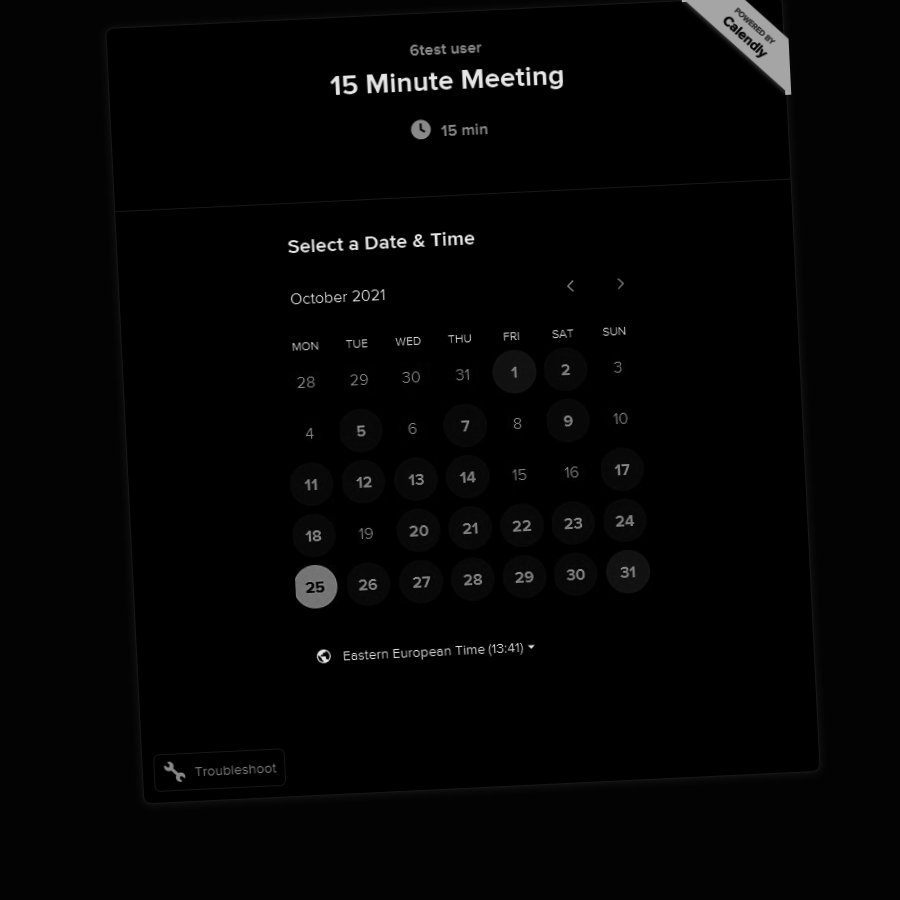 POWERED BY
Calendly
6test user
15 Minute Meeting
15 min
Select a Date & Time
October 2021
MON TUE WED THU FRI SAT SUN
28 29 30 31 1 2 3
4 5 6 7 8 9 10
11 12 13 14 15 16 17
18 19 20 21 22 23 24
25 26 27 28 29 30 31
Eastern European Time (13:41)
Troubleshoot